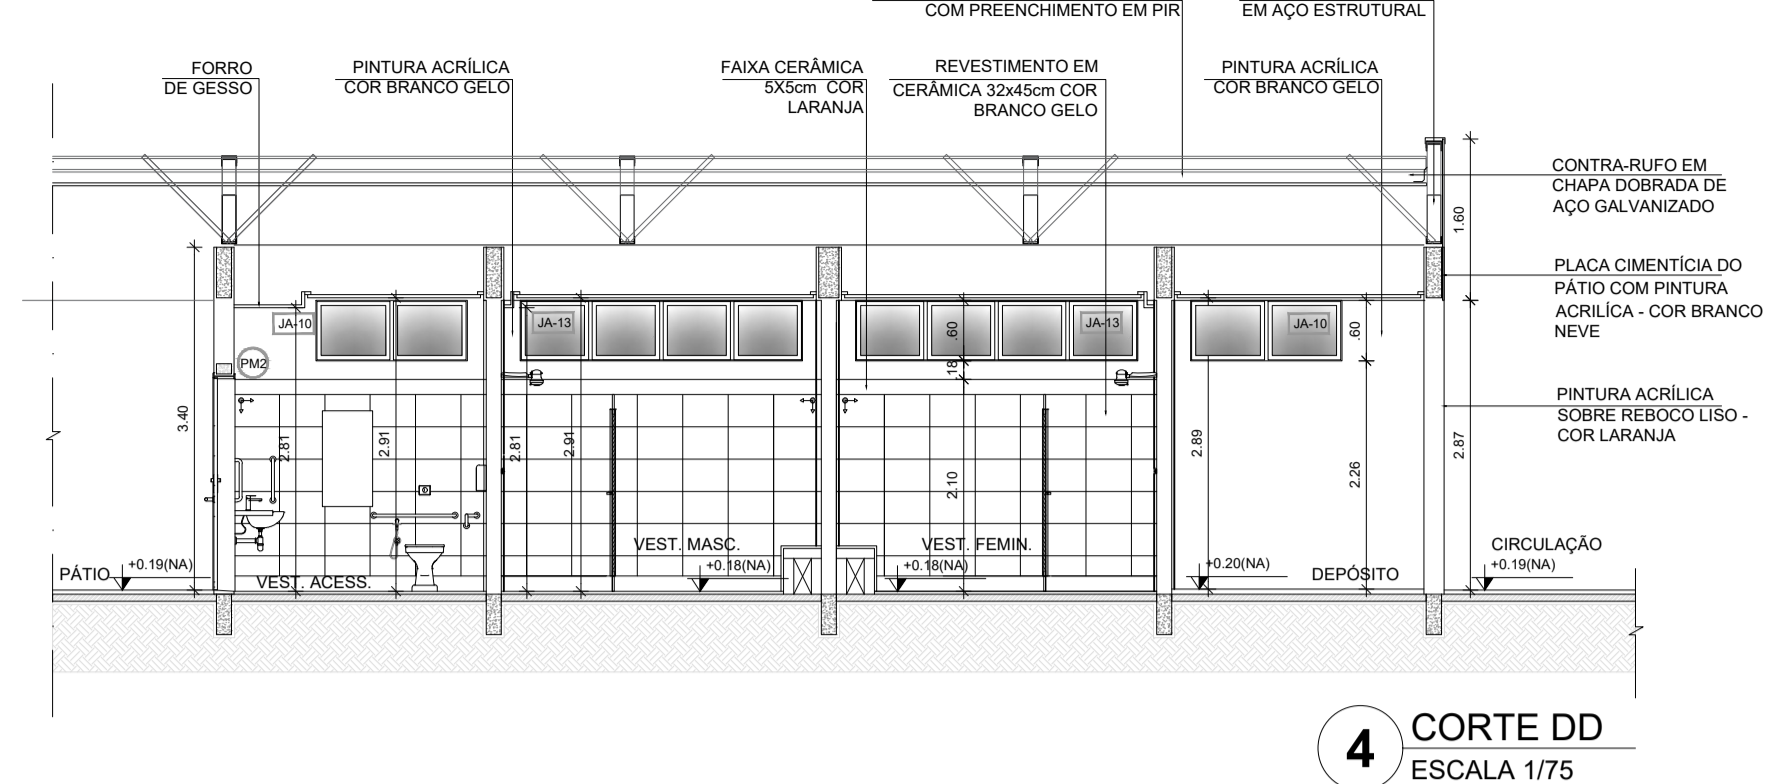 COM PREENCHIMENTO EM PIR
EM AÇO ESTRUTURAL
FORRO
DE GESSO
PINTURA ACRÍLICA
COR BRANCO GELO
FAIXA CERÂMICA
5X5cm COR
LARANJA
REVESTIMENTO EM
CERÂMICA 32x45cm COR
BRANCO GELO
PINTURA ACRÍLICA
COR BRANCO GELO
CONTRA-RUFO EM
CHAPA DOBRADA DE
AÇO GALVANIZADO
1.60
PLACA CIMENTÍCIA DO
PÁTIO COM PINTURA
ACRILÍCA - COR BRANCO
NEVE
JA-10
JA-13
JA-13
JA-10
.60
.60
PM2
18
PINTURA ACRÍLICA
SOBRE REBOCO LISO -
COR LARANJA
3.40
2.81
2.91
2.81
2.91
2.10
2.89
2.26
2.87
PÁTIO
+0.19(NA)
VEST. ACESS.
VEST. MASC.
+0.18(NA)
VEST. FEMIN.
+0.18(NA)
+0.20(NA)
DEPÓSITO
CIRCULAÇÃO
+0.19(NA)
4
CORTE DD
ESCALA 1/75